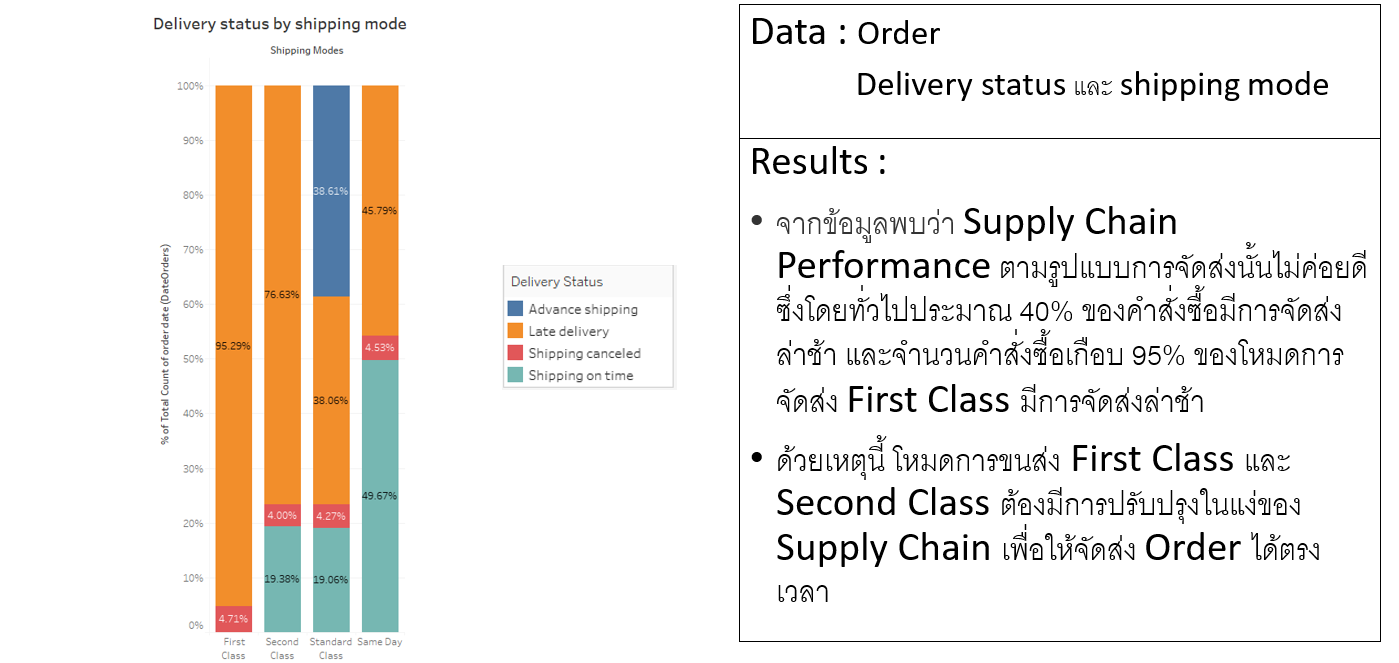 Delivery status by shipping mode
Shipping Modes
% of Total Count of order date (DateOrders)
100%
90%
80%
70%
60%
50%
40%
30%
20%
10%
0%
95.29%
4.71%
76.63%
4.00%
19.38%
38.61%
38.06%
4.27%
19.06%
45.79%
4.53%
49.67%
First Class
Second Class
Standard Class
Same Day
Delivery Status
Advance shipping
Late delivery
Shipping canceled
Shipping on time
Data : Order
Delivery status และ shipping mode
Results :
• จากข้อมูลพบว่า Supply Chain
Performance ตามรูปแบบการจัดส่งนั้นไม่ค่อยดี
ซึ่งโดยทั่วไปประมาณ 40% ของคำสั่งซื้อมีการจัดส่ง
ล่าช้า และจำนวนคำสั่งซื้อเกือบ 95% ของโหมดการ
จัดส่ง First Class มีการจัดส่งล่าช้า
• ด้วยเหตุนี้ โหมดการขนส่ง First Class และ
Second Class ต้องมีการปรับปรุงในแง่ของ
Supply Chain เพื่อให้จัดส่ง Order ได้ตรง
เวลา